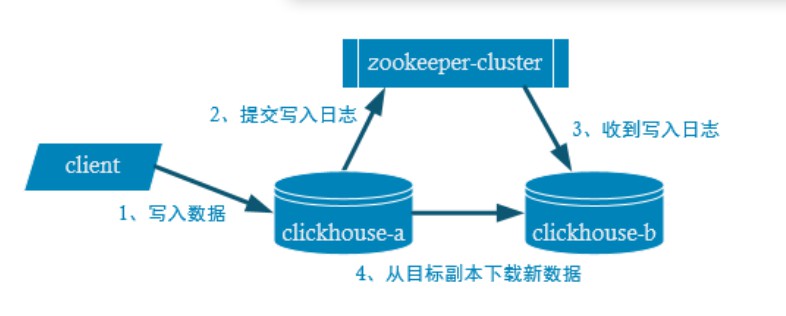 zookeeper-cluster
2、提交写入日志
3、收到写入日志
client
1、写入数据
clickhouse-a
clickhouse-b
4、从目标副本下载新数据